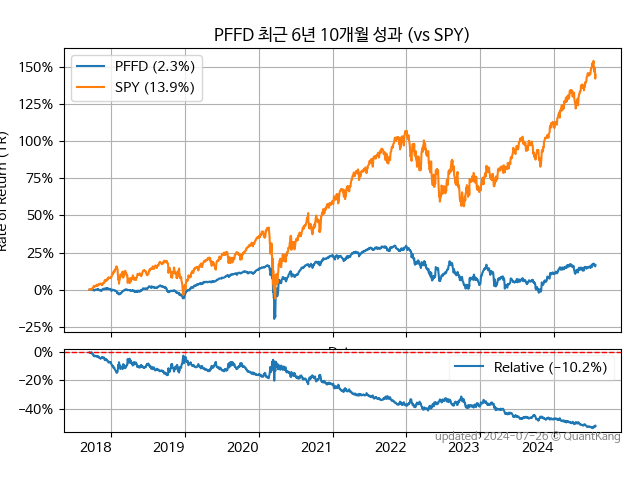 PFFD 최근 6년 10개월 성과 (vs SPY)
Rate of Return (TR)
150%
125%
100%
75%
50%
25%
0%
−25%
PFFD (2.3%)
SPY (13.9%)
0%
−20%
−40%
Relative (−10.2%)
2018 2019 2020 2021 2022 2023 2024
updated: 2024-07-26 © QuantKang